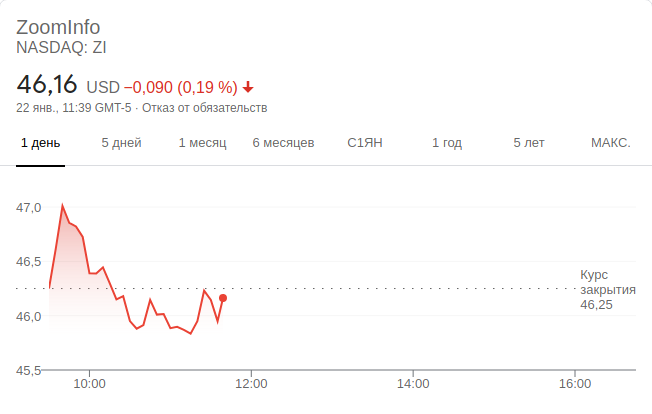 ZoomInfo
NASDAQ: ZI
46,16 USD −0,090 (0,19 %)
22 янв., 11:39 GMT-5 · Отказ от обязательств
1 день 5 дней 1 месяц 6 месяцев С1ЯН 1 год 5 лет МАКС.
47,0
46,5
Курс
закрытия
46,25
46,0
45,5
10:00 12:00 14:00 16:00